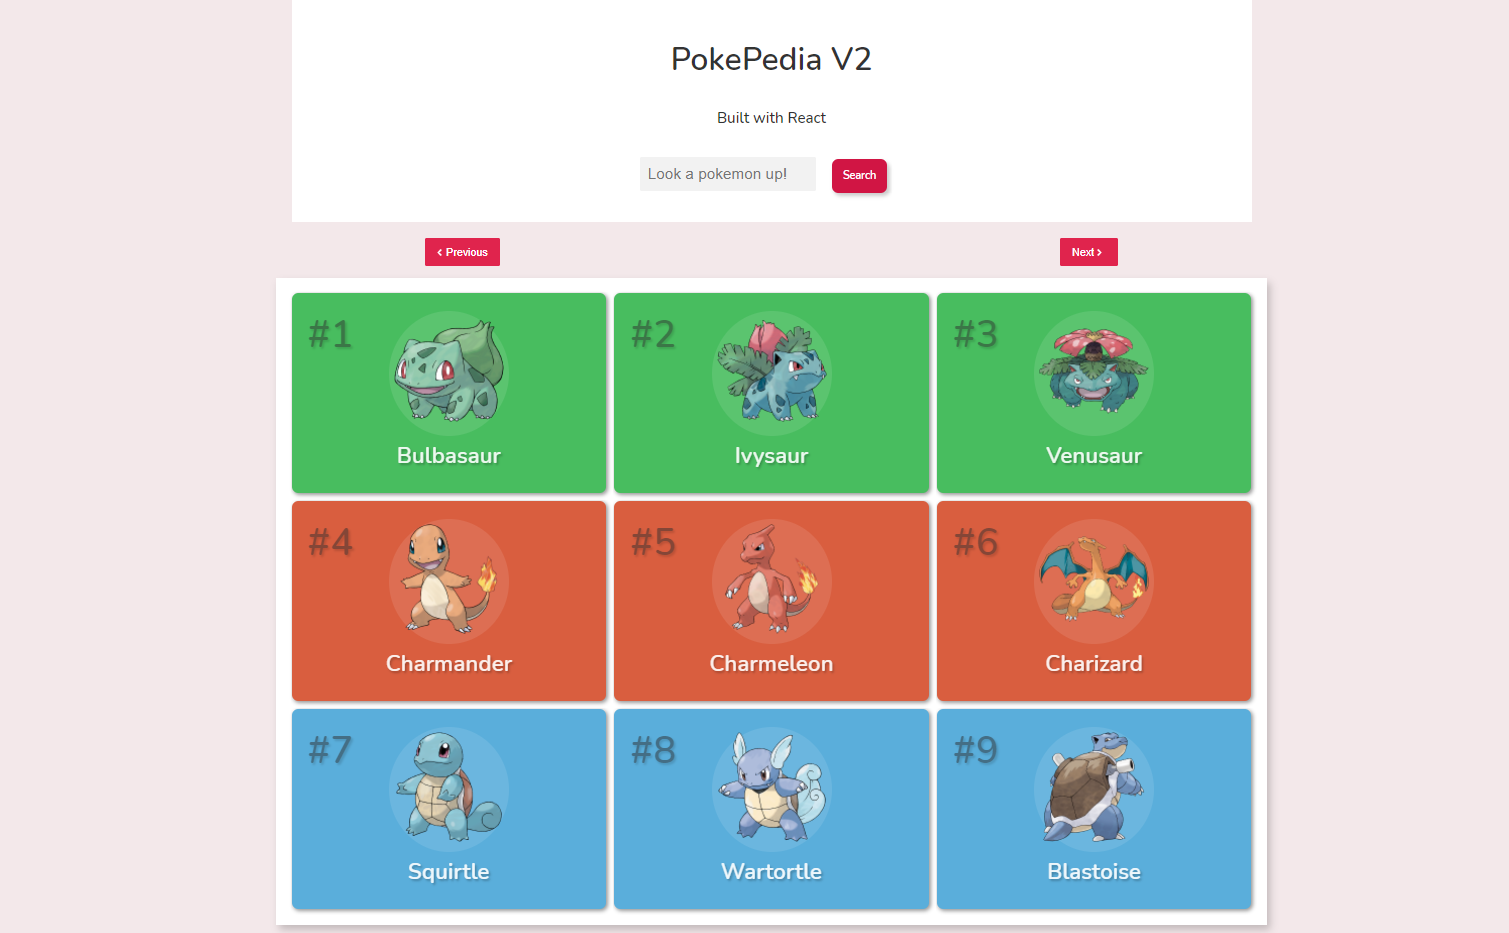 PokePedia V2
Built with React
Look a pokemon up!
Search
< Previous
Next >
#1
Bulbasaur
#2
Ivysaur
#3
Venusaur
#4
Charmander
#5
Charmeleon
#6
Charizard
#7
Squirtle
#8
Wartortle
#9
Blastoise